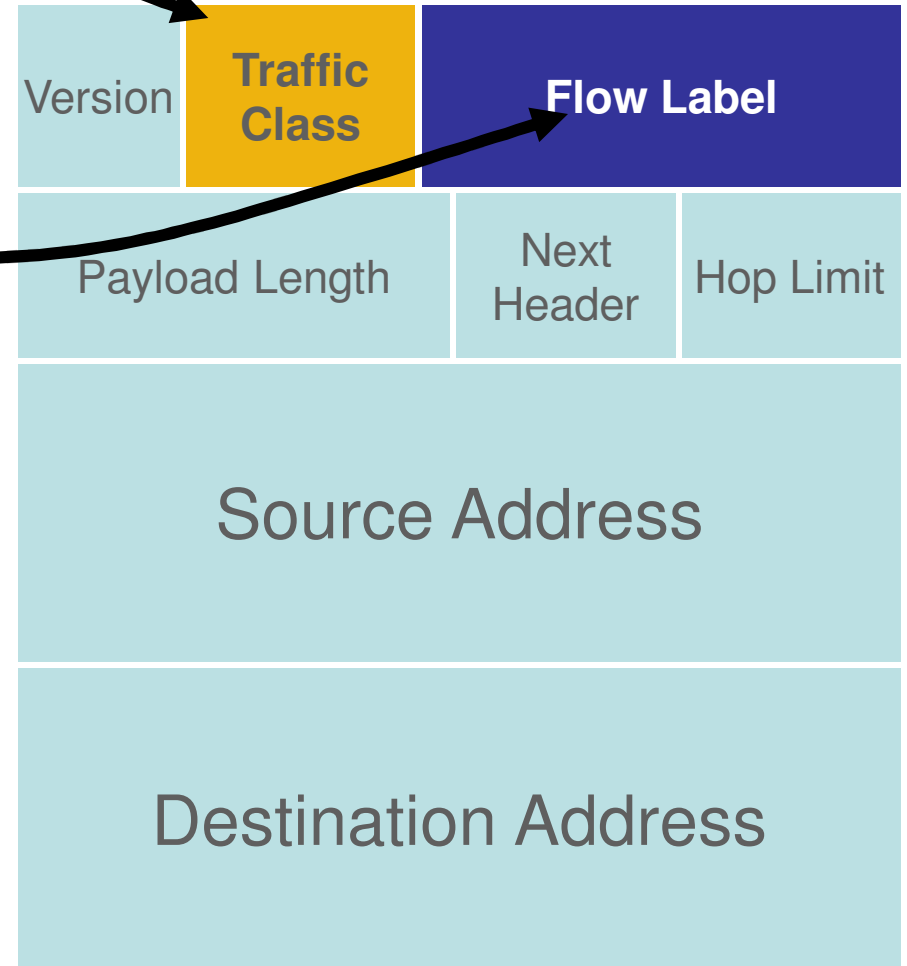 Version
Traffic
Class
Flow Label
Payload Length
Next
Header
Hop Limit
Source Address
Destination Address